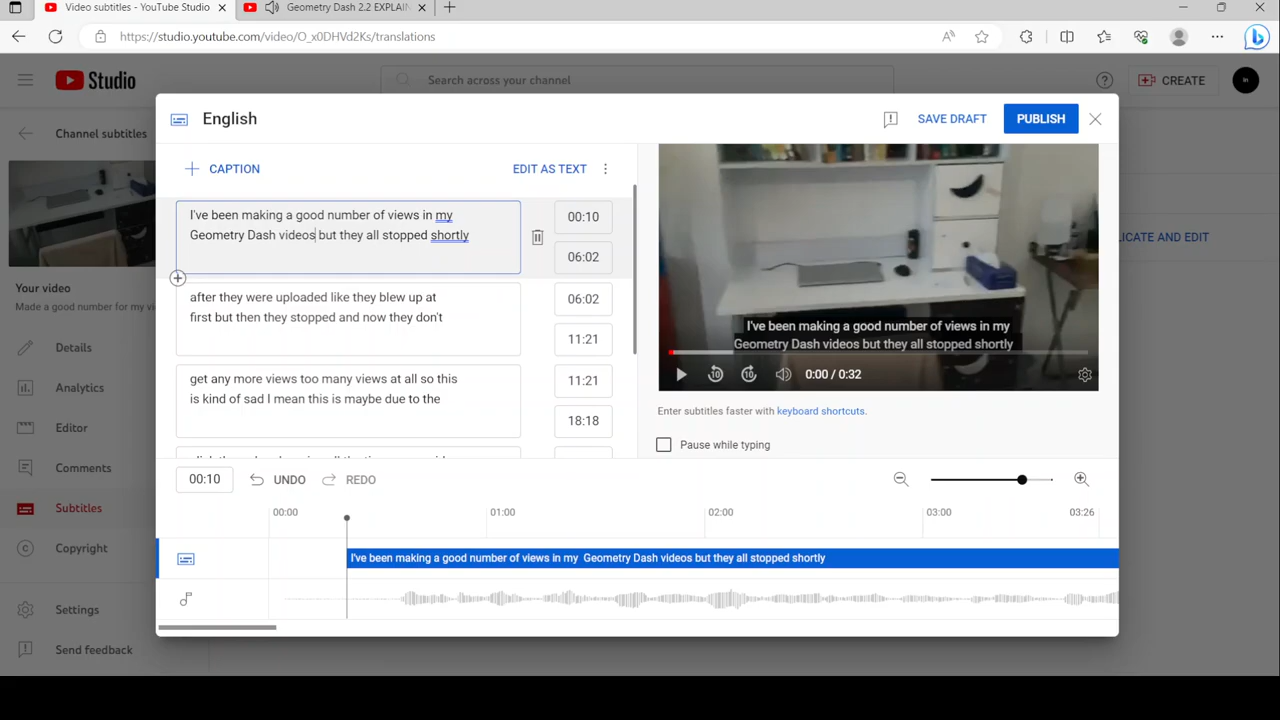 Video subtitles - YouTube Studio
Geometry Dash 2.2 EXPLAIN
https://studio.youtube.com/video/O_x0DHVd2Ks/translations
Studio
Search across your channel
CREATE
Channel subtitles
English
SAVE DRAFT
PUBLISH
CAPTION
EDIT AS TEXT
I've been making a good number of views in my
Geometry Dash videos but they all stopped shortly
00:10
06:02
after they were uploaded like they blew up at
first but then they stopped and now they don't
06:02
11:21
get any more views too many views at all so this
is kind of sad I mean this is maybe due to the
11:21
18:18
I've been making a good number of views in my
Geometry Dash videos but they all stopped shortly
0:00 / 0:32
Enter subtitles faster with keyboard shortcuts.
Pause while typing
LICATE AND EDIT
Your video
Made a good number for my vi
Details
Analytics
Editor
Comments
Subtitles
Copyright
Settings
Send feedback
00:10
UNDO
REDO
00:00
01:00
02:00
03:00
03:26
I've been making a good number of views in my Geometry Dash videos but they all stopped shortly